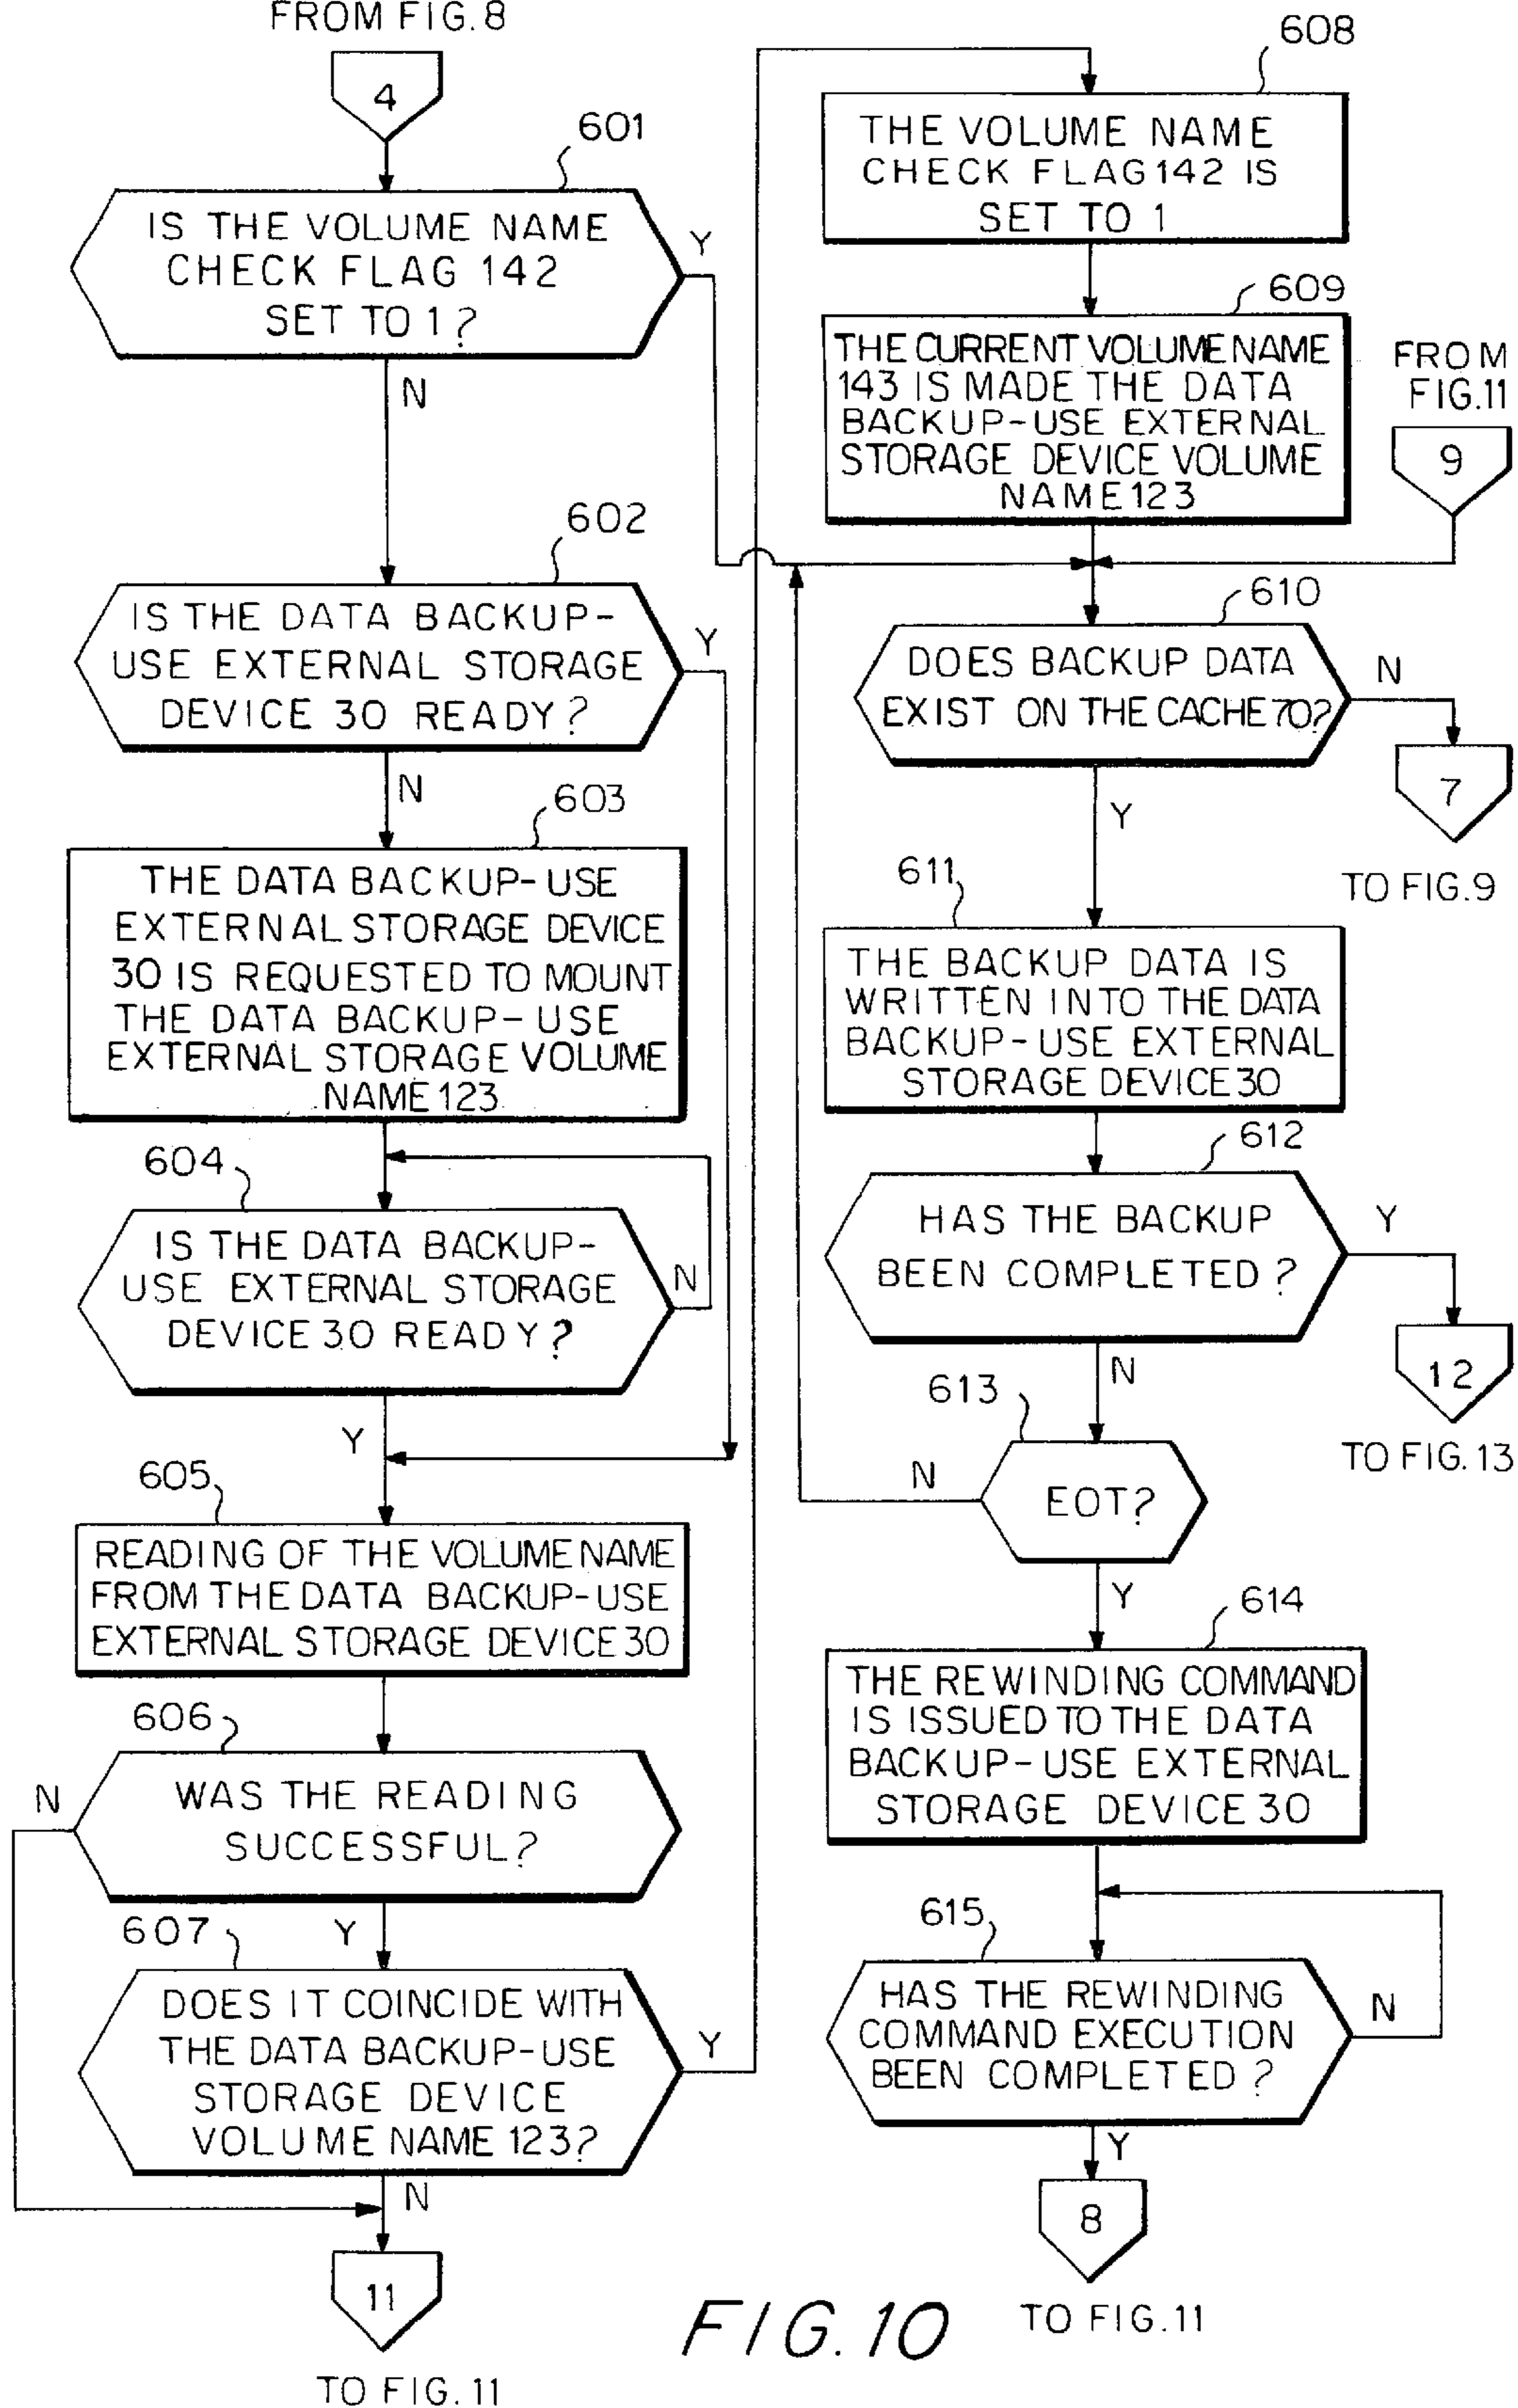 FROM FIG. 8
4
601
IS THE VOLUME NAME
CHECK FLAG 142
SET TO 1?
Y
N
602
IS THE DATA BACKUP-
USE EXTERNAL STORAGE
DEVICE 30 READY?
Y
N
603
THE DATA BACKUP-USE
EXTERNAL STORAGE DEVICE
30 IS REQUESTED TO MOUNT
THE DATA BACKUP-USE
EXTERNAL STORAGE VOLUME
NAME 123
604
IS THE DATA BACKUP-
USE EXTERNAL STORAGE
DEVICE 30 READY?
N
Y
605
READING OF THE VOLUME NAME
FROM THE DATA BACKUP-USE
EXTERNAL STORAGE DEVICE 30
606
WAS THE READING
SUCCESSFUL?
N
Y
607
DOES IT COINCIDE WITH
THE DATA BACKUP-USE
STORAGE DEVICE
VOLUME NAME 123?
Y
N
11
TO FIG. 11
608
THE VOLUME NAME
CHECK FLAG 142 IS
SET TO 1
609
THE CURRENT VOLUME NAME
143 IS MADE THE DATA
BACKUP-USE EXTERNAL
STORAGE DEVICE VOLUME
NAME 123
FROM
FIG. 11
9
610
DOES BACKUP DATA
EXIST ON THE CACHE 70?
N
7
TO FIG. 9
Y
611
THE BACKUP DATA IS
WRITTEN INTO THE DATA
BACKUP-USE EXTERNAL
STORAGE DEVICE 30
612
HAS THE BACKUP
BEEN COMPLETED?
Y
12
TO FIG. 13
N
613
EOT?
N
Y
614
THE REWINDING COMMAND
IS ISSUED TO THE DATA
BACKUP-USE EXTERNAL
STORAGE DEVICE 30
615
HAS THE REWINDING
COMMAND EXECUTION
BEEN COMPLETED?
N
Y
8
TO FIG. 11
FIG. 10